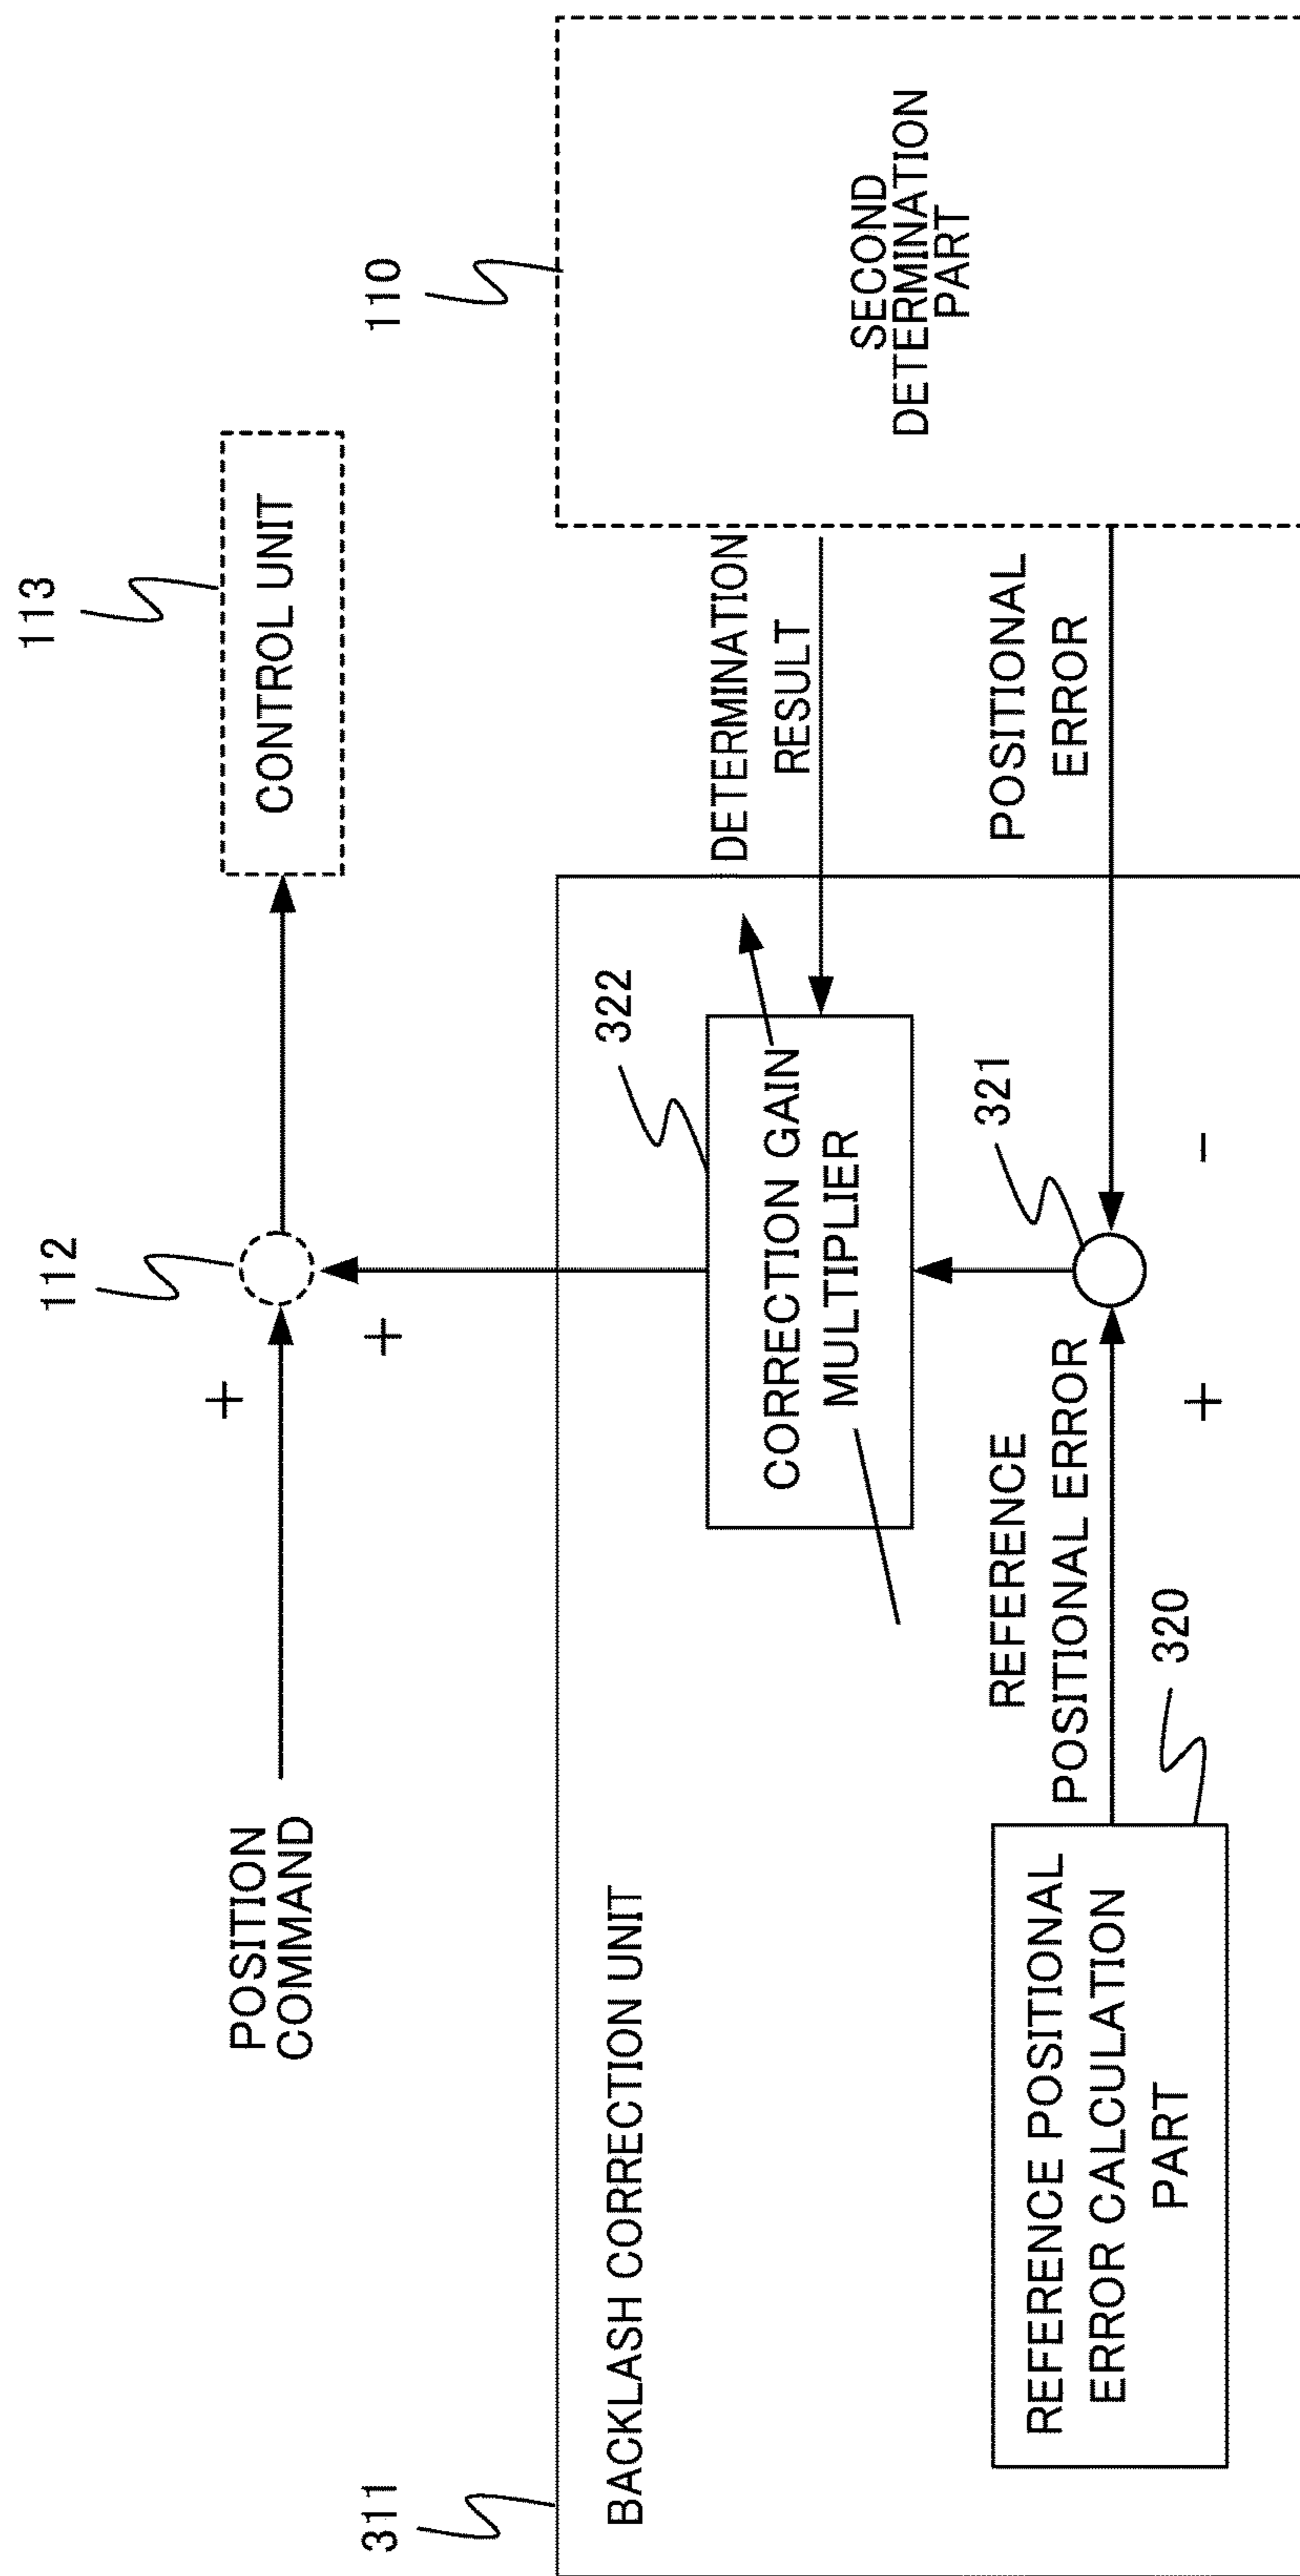 113
112
110
CONTROL UNIT
POSITION
COMMAND
+
+
311
BACKLASH CORRECTION UNIT
322
DETERMINATION
RESULT
CORRECTION GAIN
MULTIPLIER
SECOND
DETERMINATION
PART
321
REFERENCE
POSITIONAL ERROR
POSITIONAL
ERROR
REFERENCE POSITIONAL
ERROR CALCULATION
PART
320
+
-